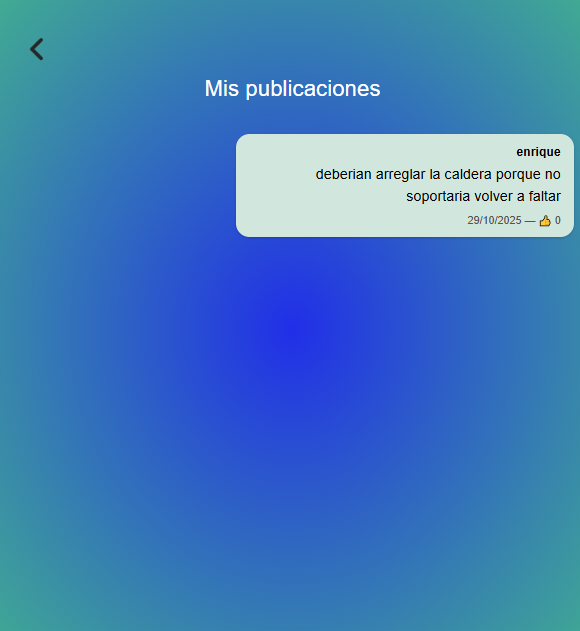 Mis publicaciones
enrique
deberian arreglar la caldera porque no
soportaria volver a faltar
29/10/2025 — 👍 0